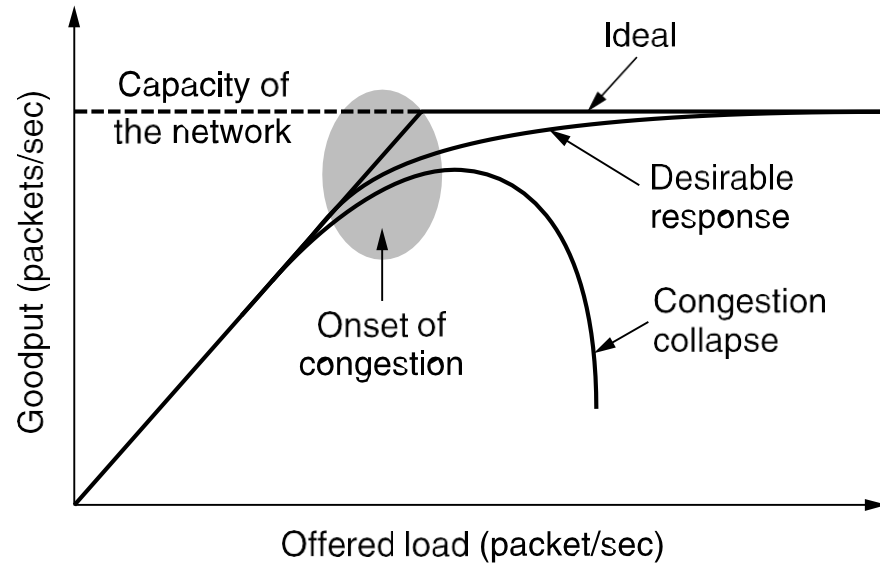 Ideal
Capacity of
the network
Desirable
response
Congestion
collapse
Onset of
congestion
Goodput (packets/sec)
Offered load (packet/sec)